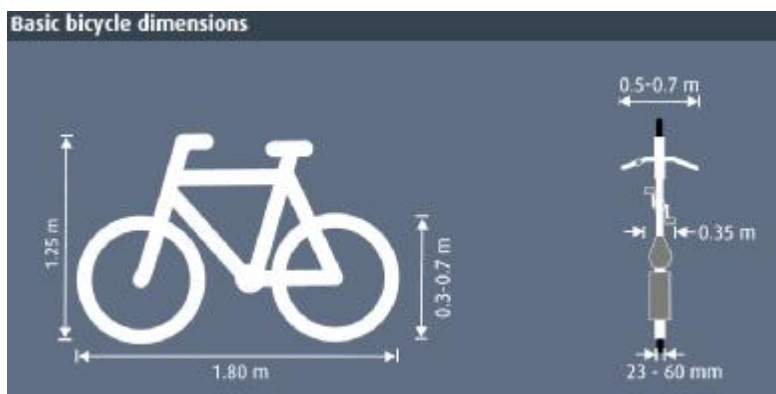 Basic bicycle dimensions
0.5-0.7 m
1.25 m
0.3-0.7 m
0.35 m
1.80 m
23 - 60 mm